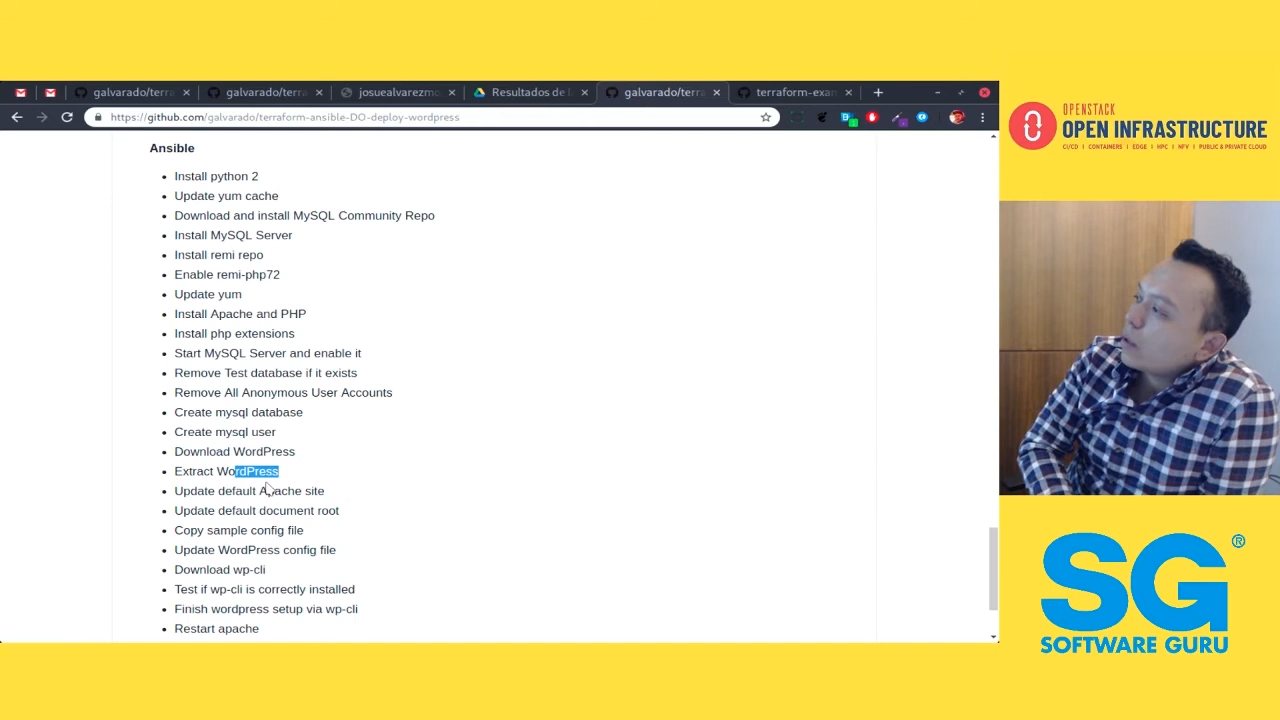 galvarado/terra
galvarado/terra
josuealvarezmo
Resultados de l
galvarado/terra
terraform-exam
https://github.com/galvarado/terraform-ansible-DO-deploy-wordpress
Ansible
Install python 2
Update yum cache
Download and install MySQL Community Repo
Install MySQL Server
Install remi repo
Enable remi-php72
Update yum
Install Apache and PHP
Install php extensions
Start MySQL Server and enable it
Remove Test database if it exists
Remove All Anonymous User Accounts
Create mysql database
Create mysql user
Download WordPress
Extract WordPress
Update default Apache site
Update default document root
Copy sample config file
Update WordPress config file
Download wp-cli
Test if wp-cli is correctly installed
Finish wordpress setup via wp-cli
Restart apache
OPENSTACK
OPEN INFRASTRUCTURE
CI/CD | CONTAINERS | EDGE | HPC | NFV | PUBLIC & PRIVATE CLOUD
SG®
SOFTWARE GURU